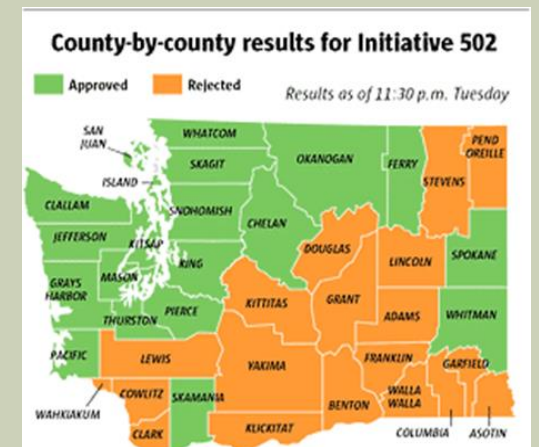 County-by-county results for Initiative 502
Approved
Rejected
Results as of 11:30 p.m. Tuesday
SAN
JUAN
WHATCOM
PEND
OREILLE
SKAGIT
OKANOGAN
FERRY
STEVENS
ISLAND
CLALLAM
SNOHOMISH
CHELAN
JEFFERSON
KITSAP
DOUGLAS
LINCOLN
SPOKANE
KING
MASON
GRAYS
HARBOR
KITTITAS
GRANT
ADAMS
WHITMAN
PIERCE
THURSTON
PACIFIC
LEWIS
YAKIMA
FRANKLIN
GARFIELD
COWLITZ
SKAMANIA
WALLA
WALLA
BENTON
WAHKIAKUM
CLARK
KLICKITAT
COLUMBIA
ASOTIN